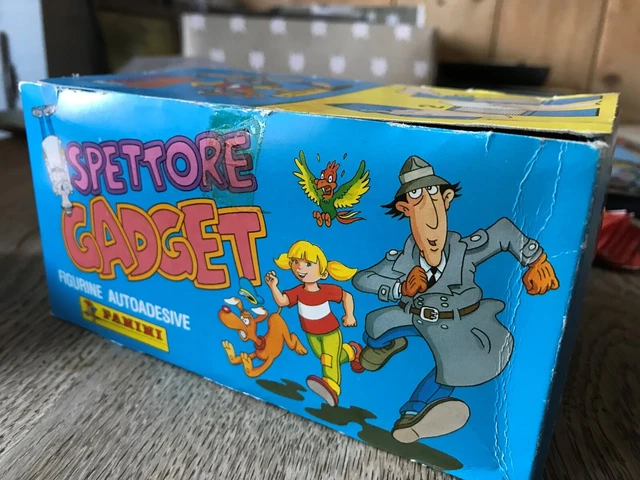 SPETTORE
GADGET
FIGURINE AUTOADESIVE
PANINI